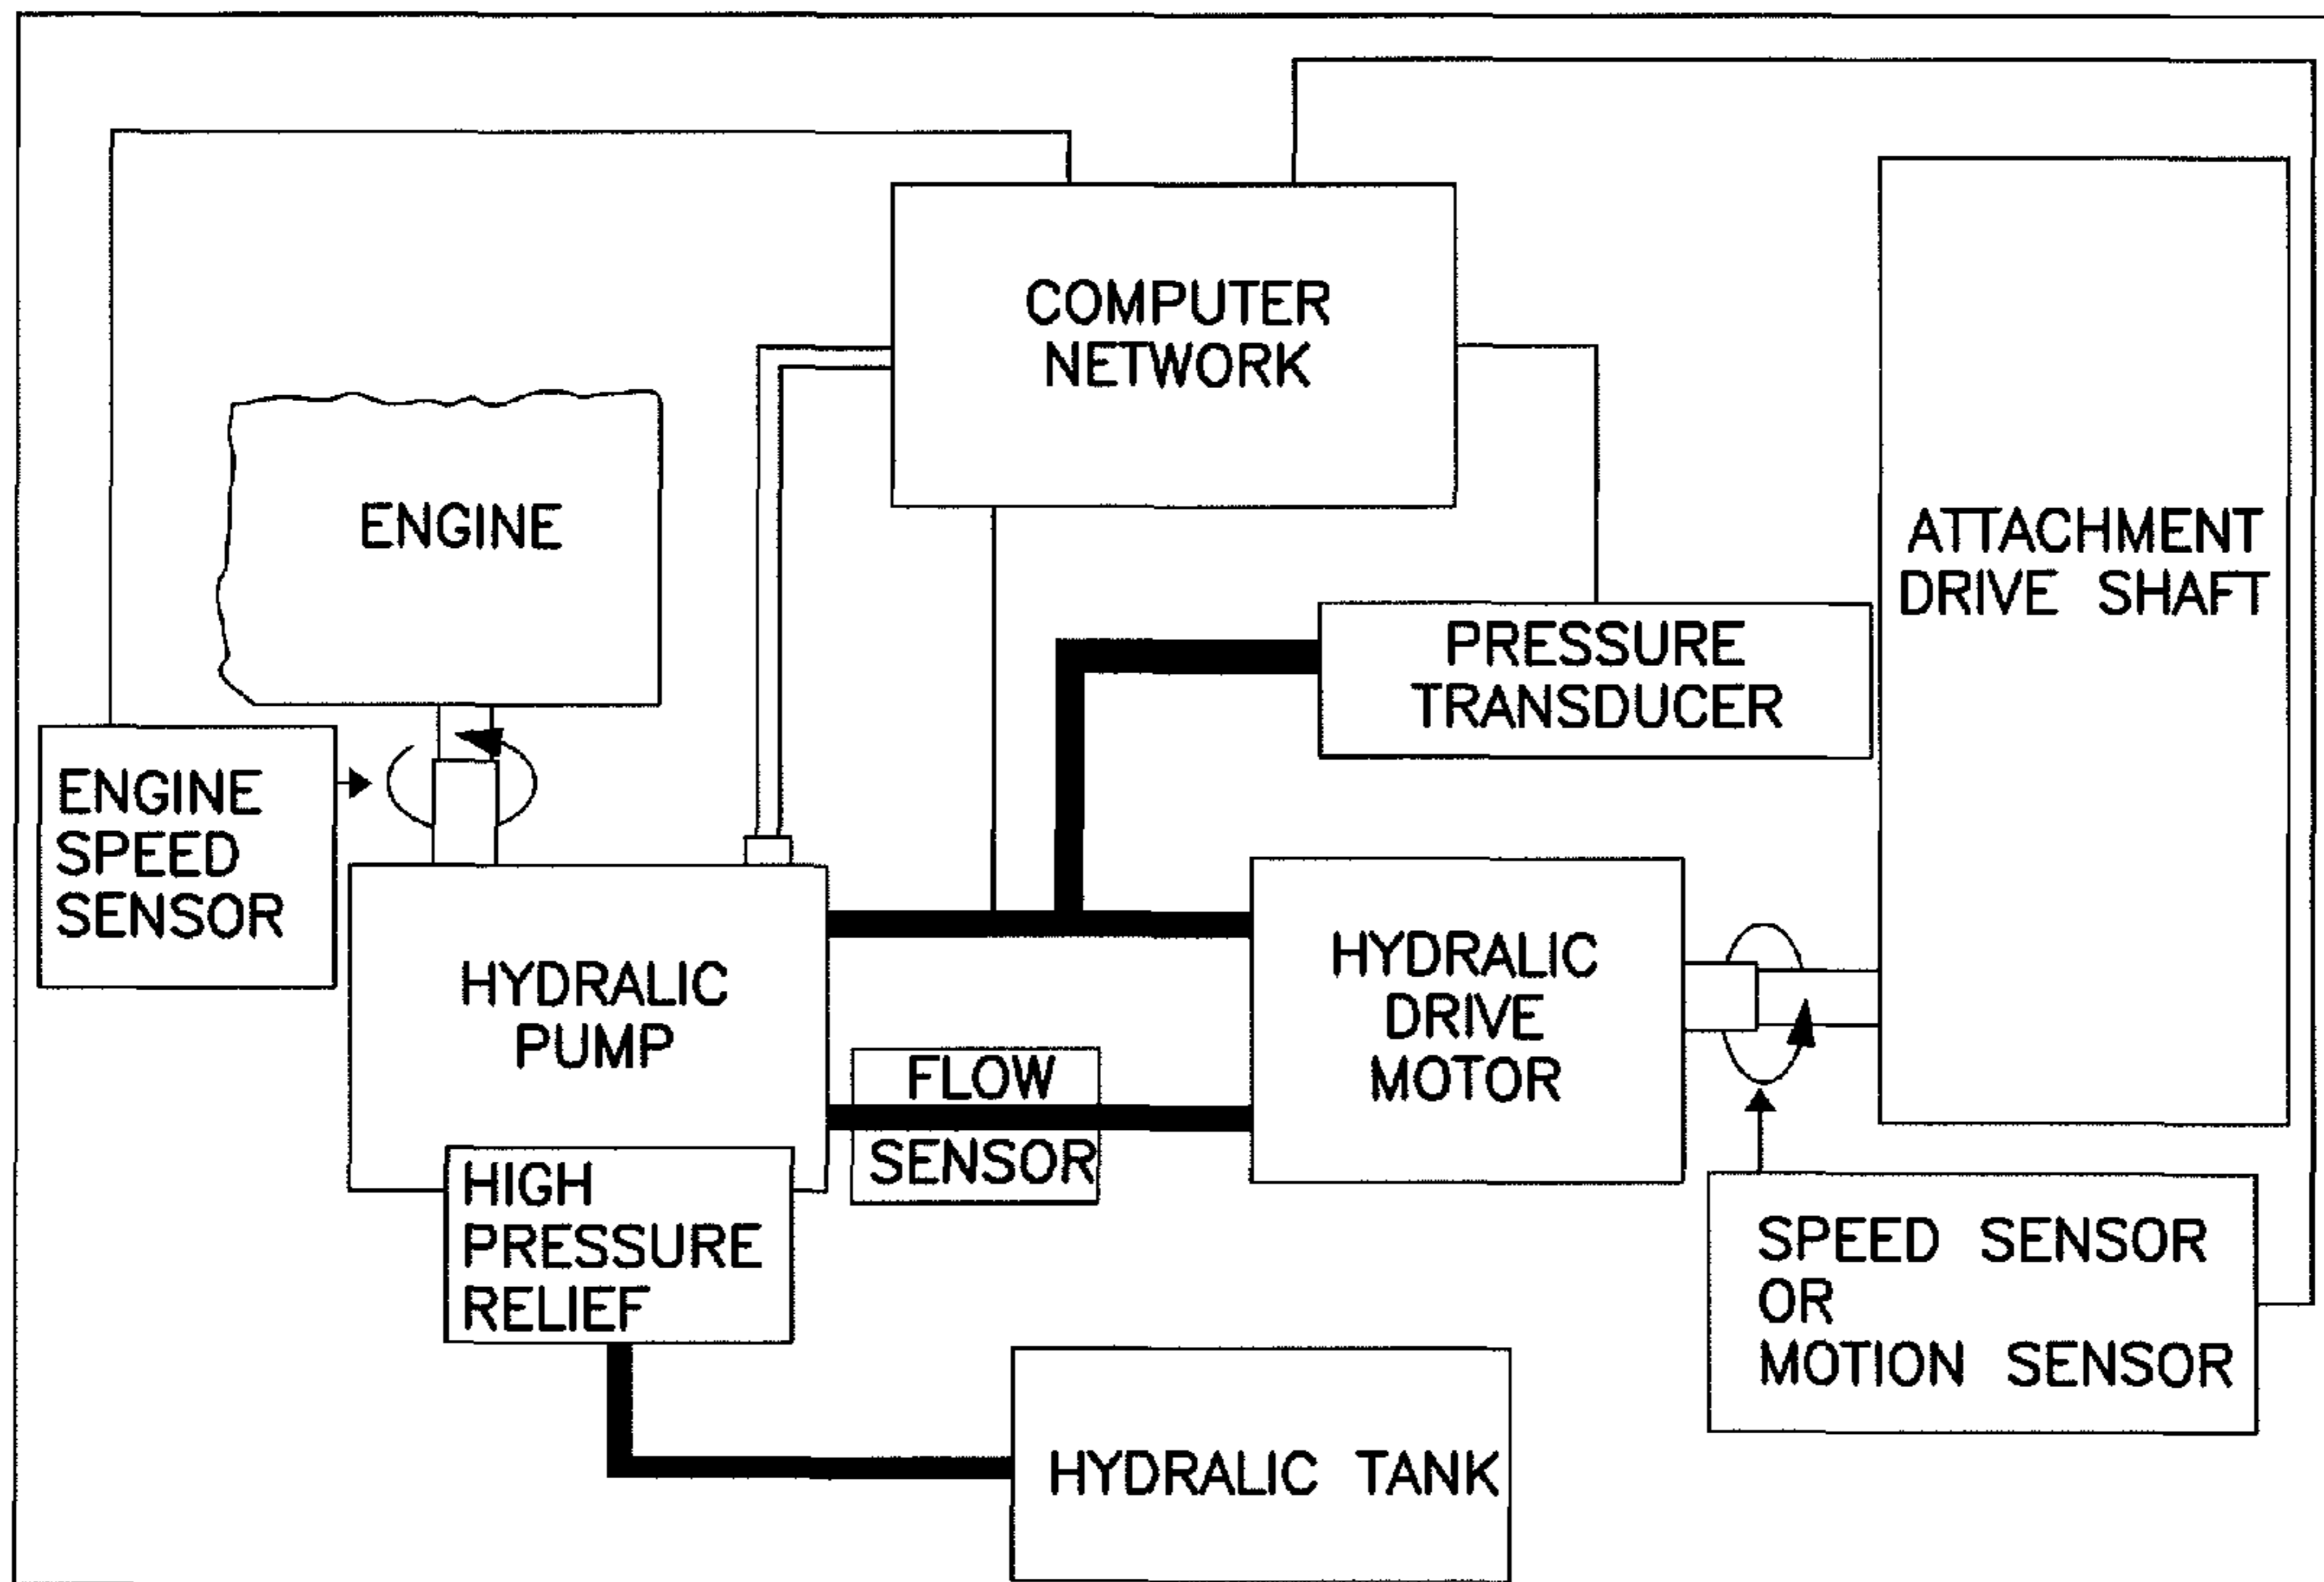 COMPUTER
NETWORK
ENGINE
ATTACHMENT
DRIVE SHAFT
PRESSURE
TRANSDUCER
ENGINE
SPEED
SENSOR
HYDRALIC
PUMP
HYDRALIC
DRIVE
MOTOR
FLOW
SENSOR
HIGH
PRESSURE
RELIEF
SPEED SENSOR
OR
MOTION SENSOR
HYDRALIC TANK